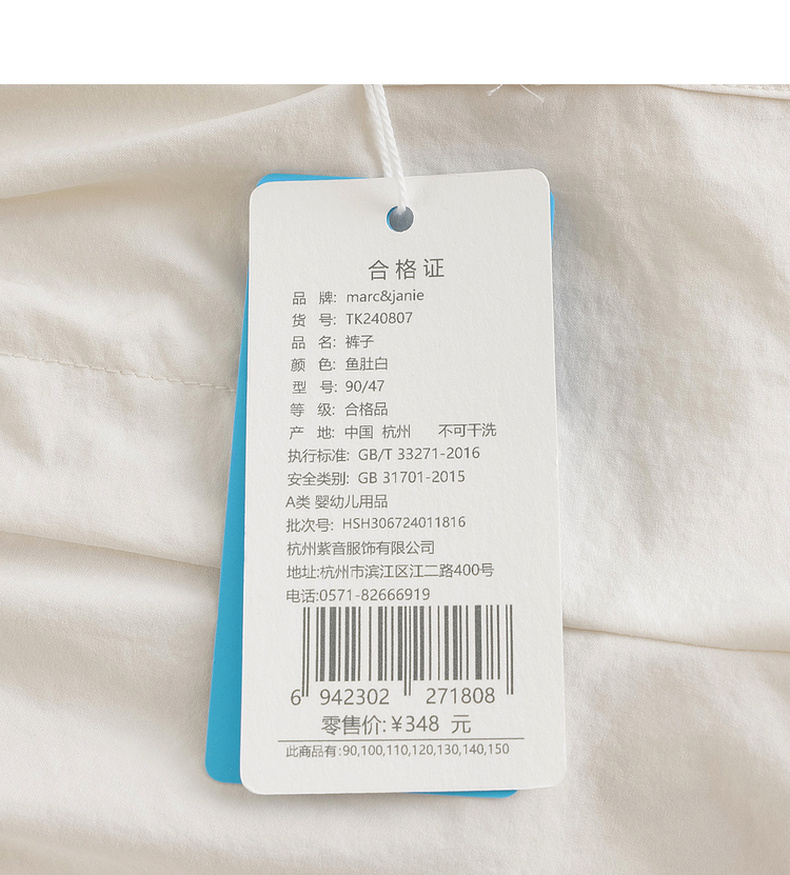 合格证
品 牌: marc&janie
货 号: TK240807
品 名: 裤子
颜 色: 鱼肚白
型 号: 90/47
等 级: 合格品
产 地: 中国 杭州 不可干洗
执行标准: GB/T 33271-2016
安全类别: GB 31701-2015
A类 婴幼儿用品
批次号: HSH306724011816
杭州紫音服饰有限公司
地址:杭州市滨江区江二路400号
电话:0571-82666919
6 942302 271808
零售价:¥348 元
此商品有:90,100,110,120,130,140,150